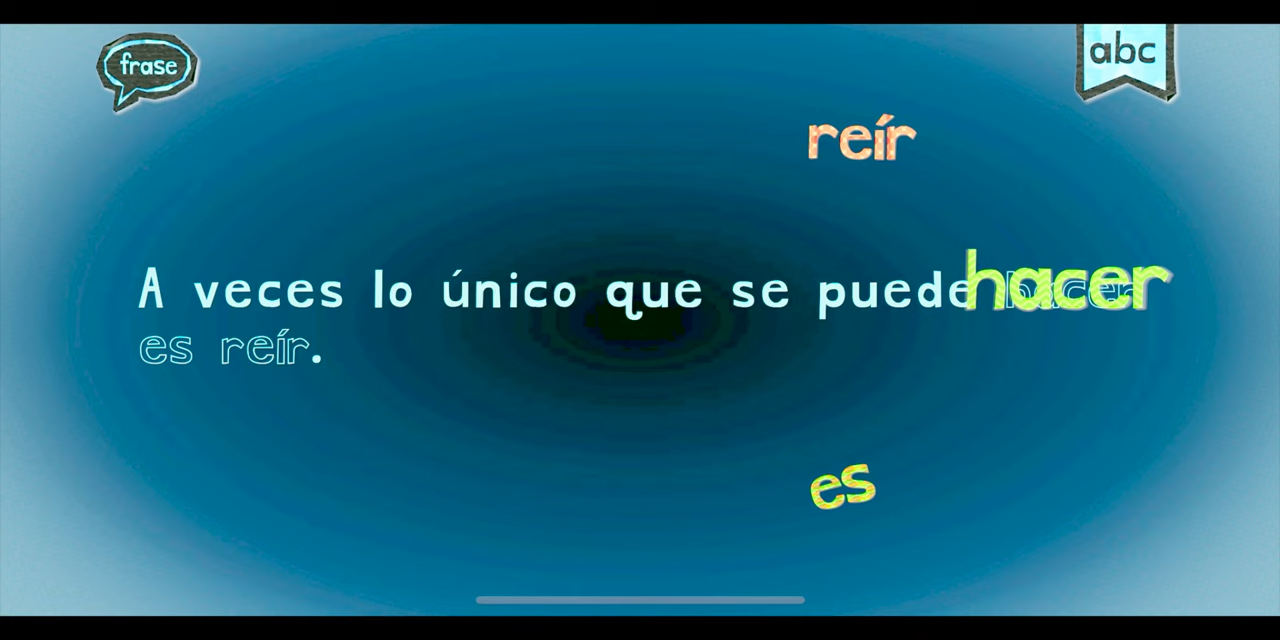 frase
abc
reír
A veces lo único que se puede hacer
es reír.
es